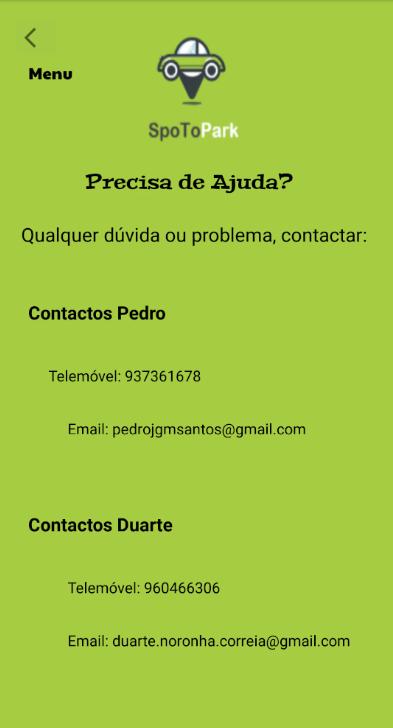 Menu
SpoToPark
Precisa de Ajuda?
Qualquer dúvida ou problema, contactar:
Contactos Pedro
Telemóvel: 937361678
Email: pedrojgmsantos@gmail.com
Contactos Duarte
Telemóvel: 960466306
Email: duarte.noronha.correia@gmail.com